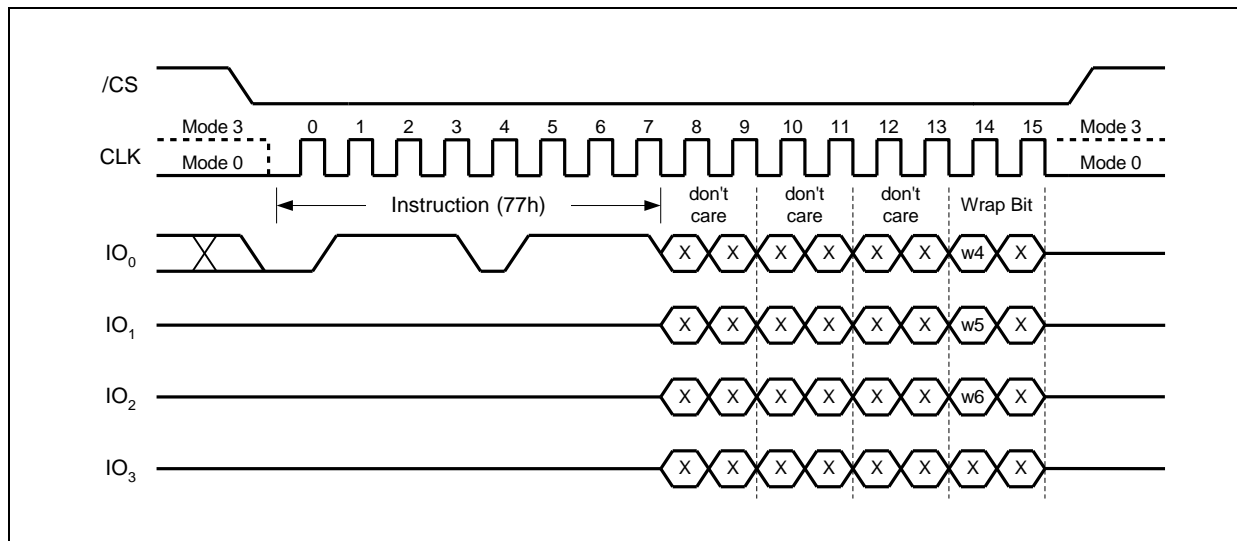 /CS
Mode 3 0 1 2 3 4 5 6 7 8 9 10 11 12 13 14 15 Mode 3
CLK
Mode 0 Mode 0
Instruction (77h) don't care don't care don't care Wrap Bit
IO0 X X X X X X w4 X
IO1 X X X X X X w5 X
IO2 X X X X X X w6 X
IO3 X X X X X X X X